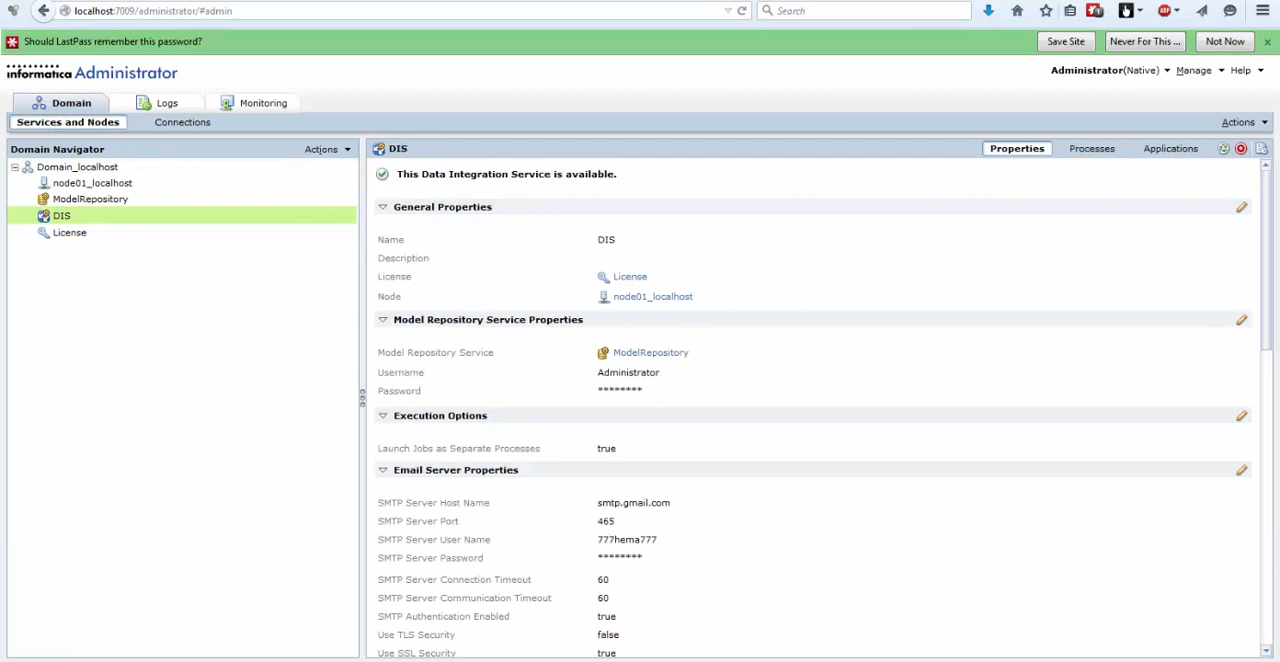 localhost:7009/administrator/#admin Search
Should LastPass remember this password? Save Site Never For This ... Not Now
informatica Administrator Administrator(Native) Manage Help
Domain Logs Monitoring
Services and Nodes Connections Actions
Domain Navigator Actions DIS Properties Processes Applications
Domain_localhost
node01_localhost
ModelRepository
DIS
License
This Data Integration Service is available.
General Properties
Name DIS
Description
License License
Node node01_localhost
Model Repository Service Properties
Model Repository Service ModelRepository
Username Administrator
Password ********
Execution Options
Launch Jobs as Separate Processes true
Email Server Properties
SMTP Server Host Name smtp.gmail.com
SMTP Server Port 465
SMTP Server User Name 777hema777
SMTP Server Password ********
SMTP Server Connection Timeout 60
SMTP Server Communication Timeout 60
SMTP Authentication Enabled true
Use TLS Security false
Use SSL Security true